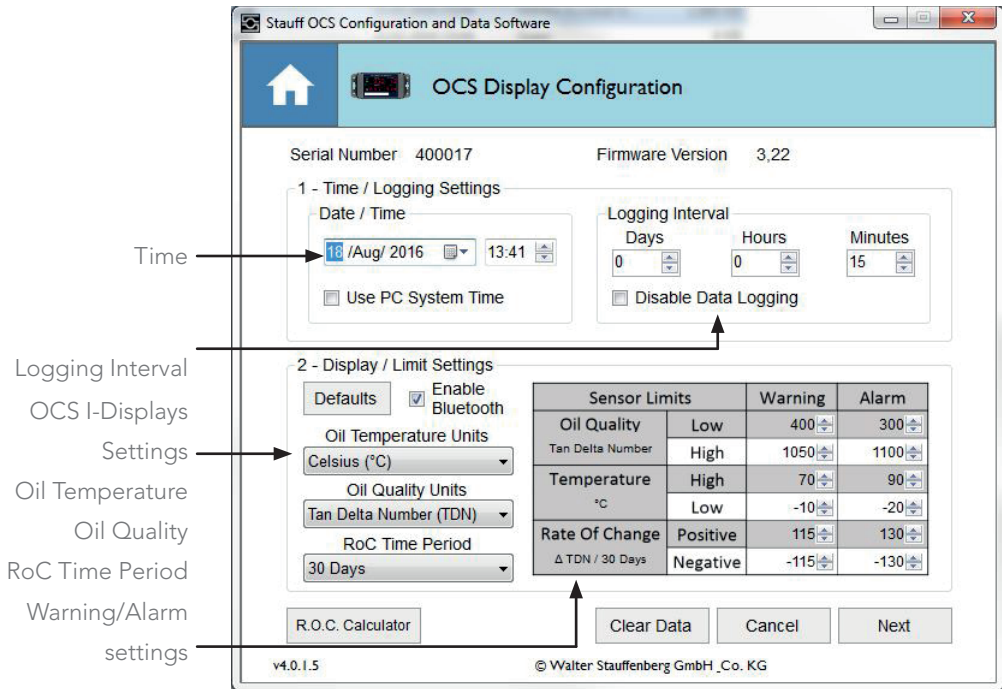 Stauff OCS Configuration and Data Software
OCS Display Configuration
Serial Number 400017 Firmware Version 3,22
1 - Time / Logging Settings
Date / Time
18 /Aug/ 2016 13:41
Use PC System Time
Logging Interval
Days Hours Minutes
0 0 15
Disable Data Logging
2 - Display / Limit Settings
Defaults
Enable
Bluetooth
Oil Temperature Units
Celsius (°C)
Oil Quality Units
Tan Delta Number (TDN)
RoC Time Period
30 Days
Sensor Limits Warning Alarm
Oil Quality Low 400 300
Tan Delta Number High 1050 1100
Temperature High 70 90
°C Low -10 -20
Rate Of Change Positive 115 130
Δ TDN / 30 Days Negative -115 -130
R.O.C. Calculator Clear Data Cancel Next
v4.0.1.5 © Walter Stauffenberg GmbH _Co. KG
Time
Logging Interval
OCS I-Displays
Settings
Oil Temperature
Oil Quality
RoC Time Period
Warning/Alarm
settings